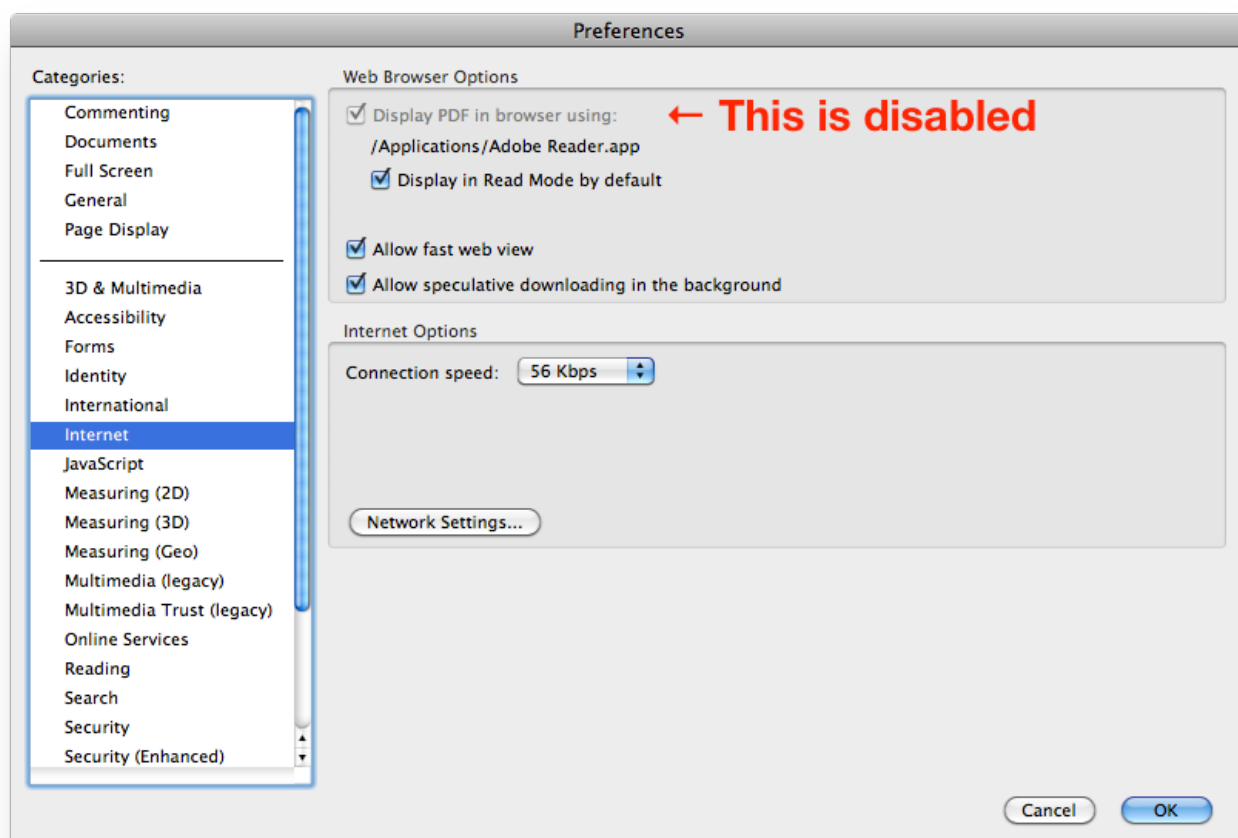 Preferences
Categories:
Commenting
Documents
Full Screen
General
Page Display
3D & Multimedia
Accessibility
Forms
Identity
International
Internet
JavaScript
Measuring (2D)
Measuring (3D)
Measuring (Geo)
Multimedia (legacy)
Multimedia Trust (legacy)
Online Services
Reading
Search
Security
Security (Enhanced)
Web Browser Options
Display PDF in browser using: ← This is disabled
/Applications/Adobe Reader.app
Display in Read Mode by default
Allow fast web view
Allow speculative downloading in the background
Internet Options
Connection speed: 56 Kbps
Network Settings...
Cancel OK